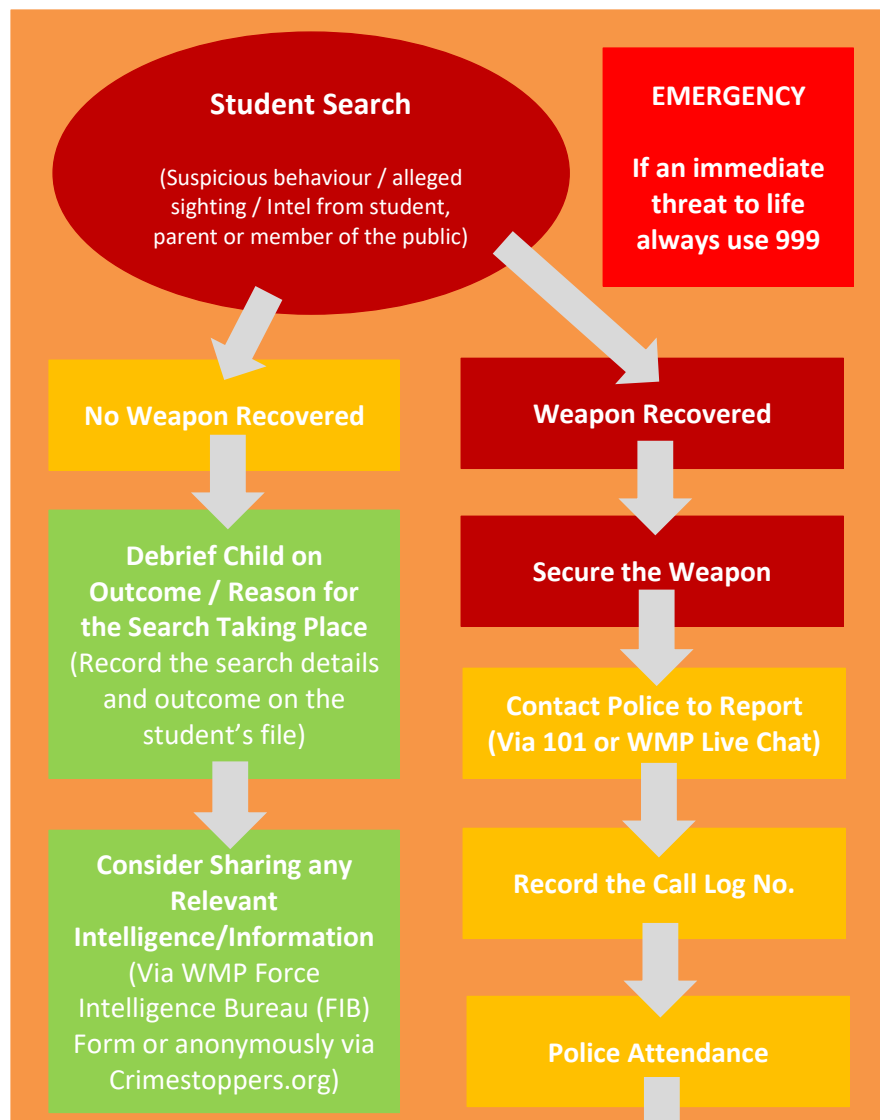 Student Search
(Suspicious behaviour / alleged
sighting / Intel from student,
parent or member of the public)
EMERGENCY
If an immediate
threat to life
always use 999
No Weapon Recovered
Weapon Recovered
Debrief Child on
Outcome / Reason for
the Search Taking Place
(Record the search details
and outcome on the
student’s file)
Secure the Weapon
Contact Police to Report
(Via 101 or WMP Live Chat)
Consider Sharing any
Relevant
Intelligence/Information
(Via WMP Force
Intelligence Bureau (FIB)
Form or anonymously via
Crimestoppers.org)
Record the Call Log No.
Police Attendance